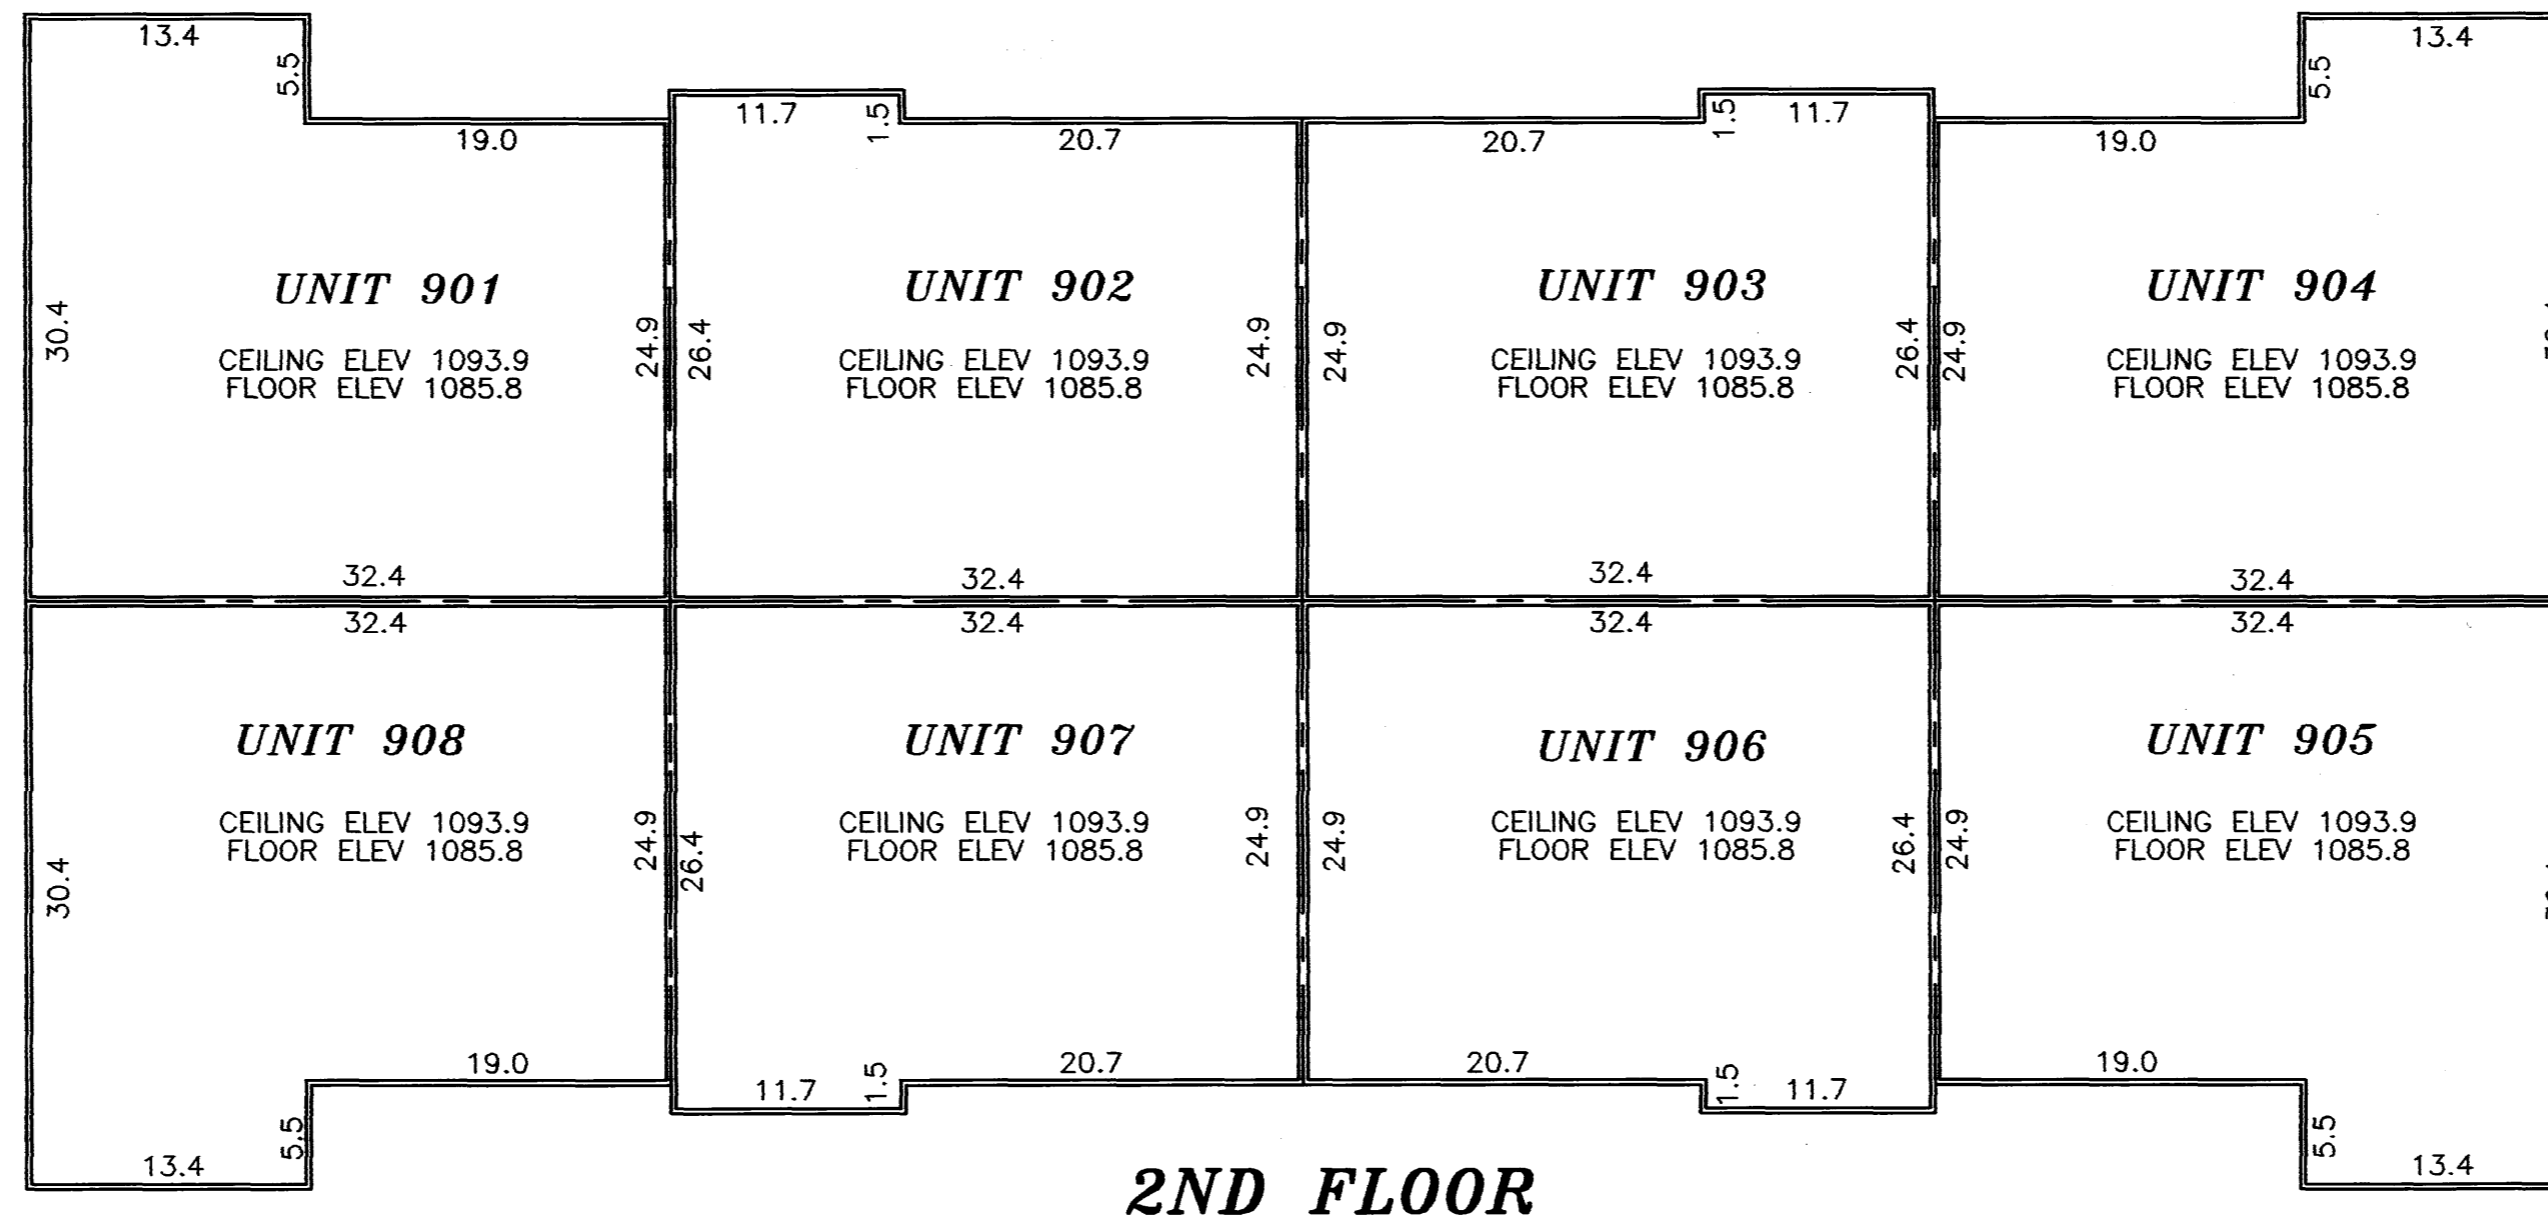 13.4
5.5
19.0
11.7
1.5
20.7
20.7
1.5
11.7
19.0
5.5
13.4
UNIT 901
CEILING ELEV 1093.9
FLOOR ELEV 1085.8
30.4
24.9
32.4
UNIT 902
CEILING ELEV 1093.9
FLOOR ELEV 1085.8
26.4
24.9
32.4
UNIT 903
CEILING ELEV 1093.9
FLOOR ELEV 1085.8
24.9
26.4
32.4
UNIT 904
CEILING ELEV 1093.9
FLOOR ELEV 1085.8
24.9
32.4
32.4
UNIT 908
CEILING ELEV 1093.9
FLOOR ELEV 1085.8
30.4
24.9
19.0
5.5
13.4
32.4
UNIT 907
CEILING ELEV 1093.9
FLOOR ELEV 1085.8
26.4
24.9
11.7
1.5
20.7
32.4
UNIT 906
CEILING ELEV 1093.9
FLOOR ELEV 1085.8
24.9
26.4
20.7
1.5
11.7
32.4
UNIT 905
CEILING ELEV 1093.9
FLOOR ELEV 1085.8
24.9
19.0
5.5
13.4
2ND FLOOR